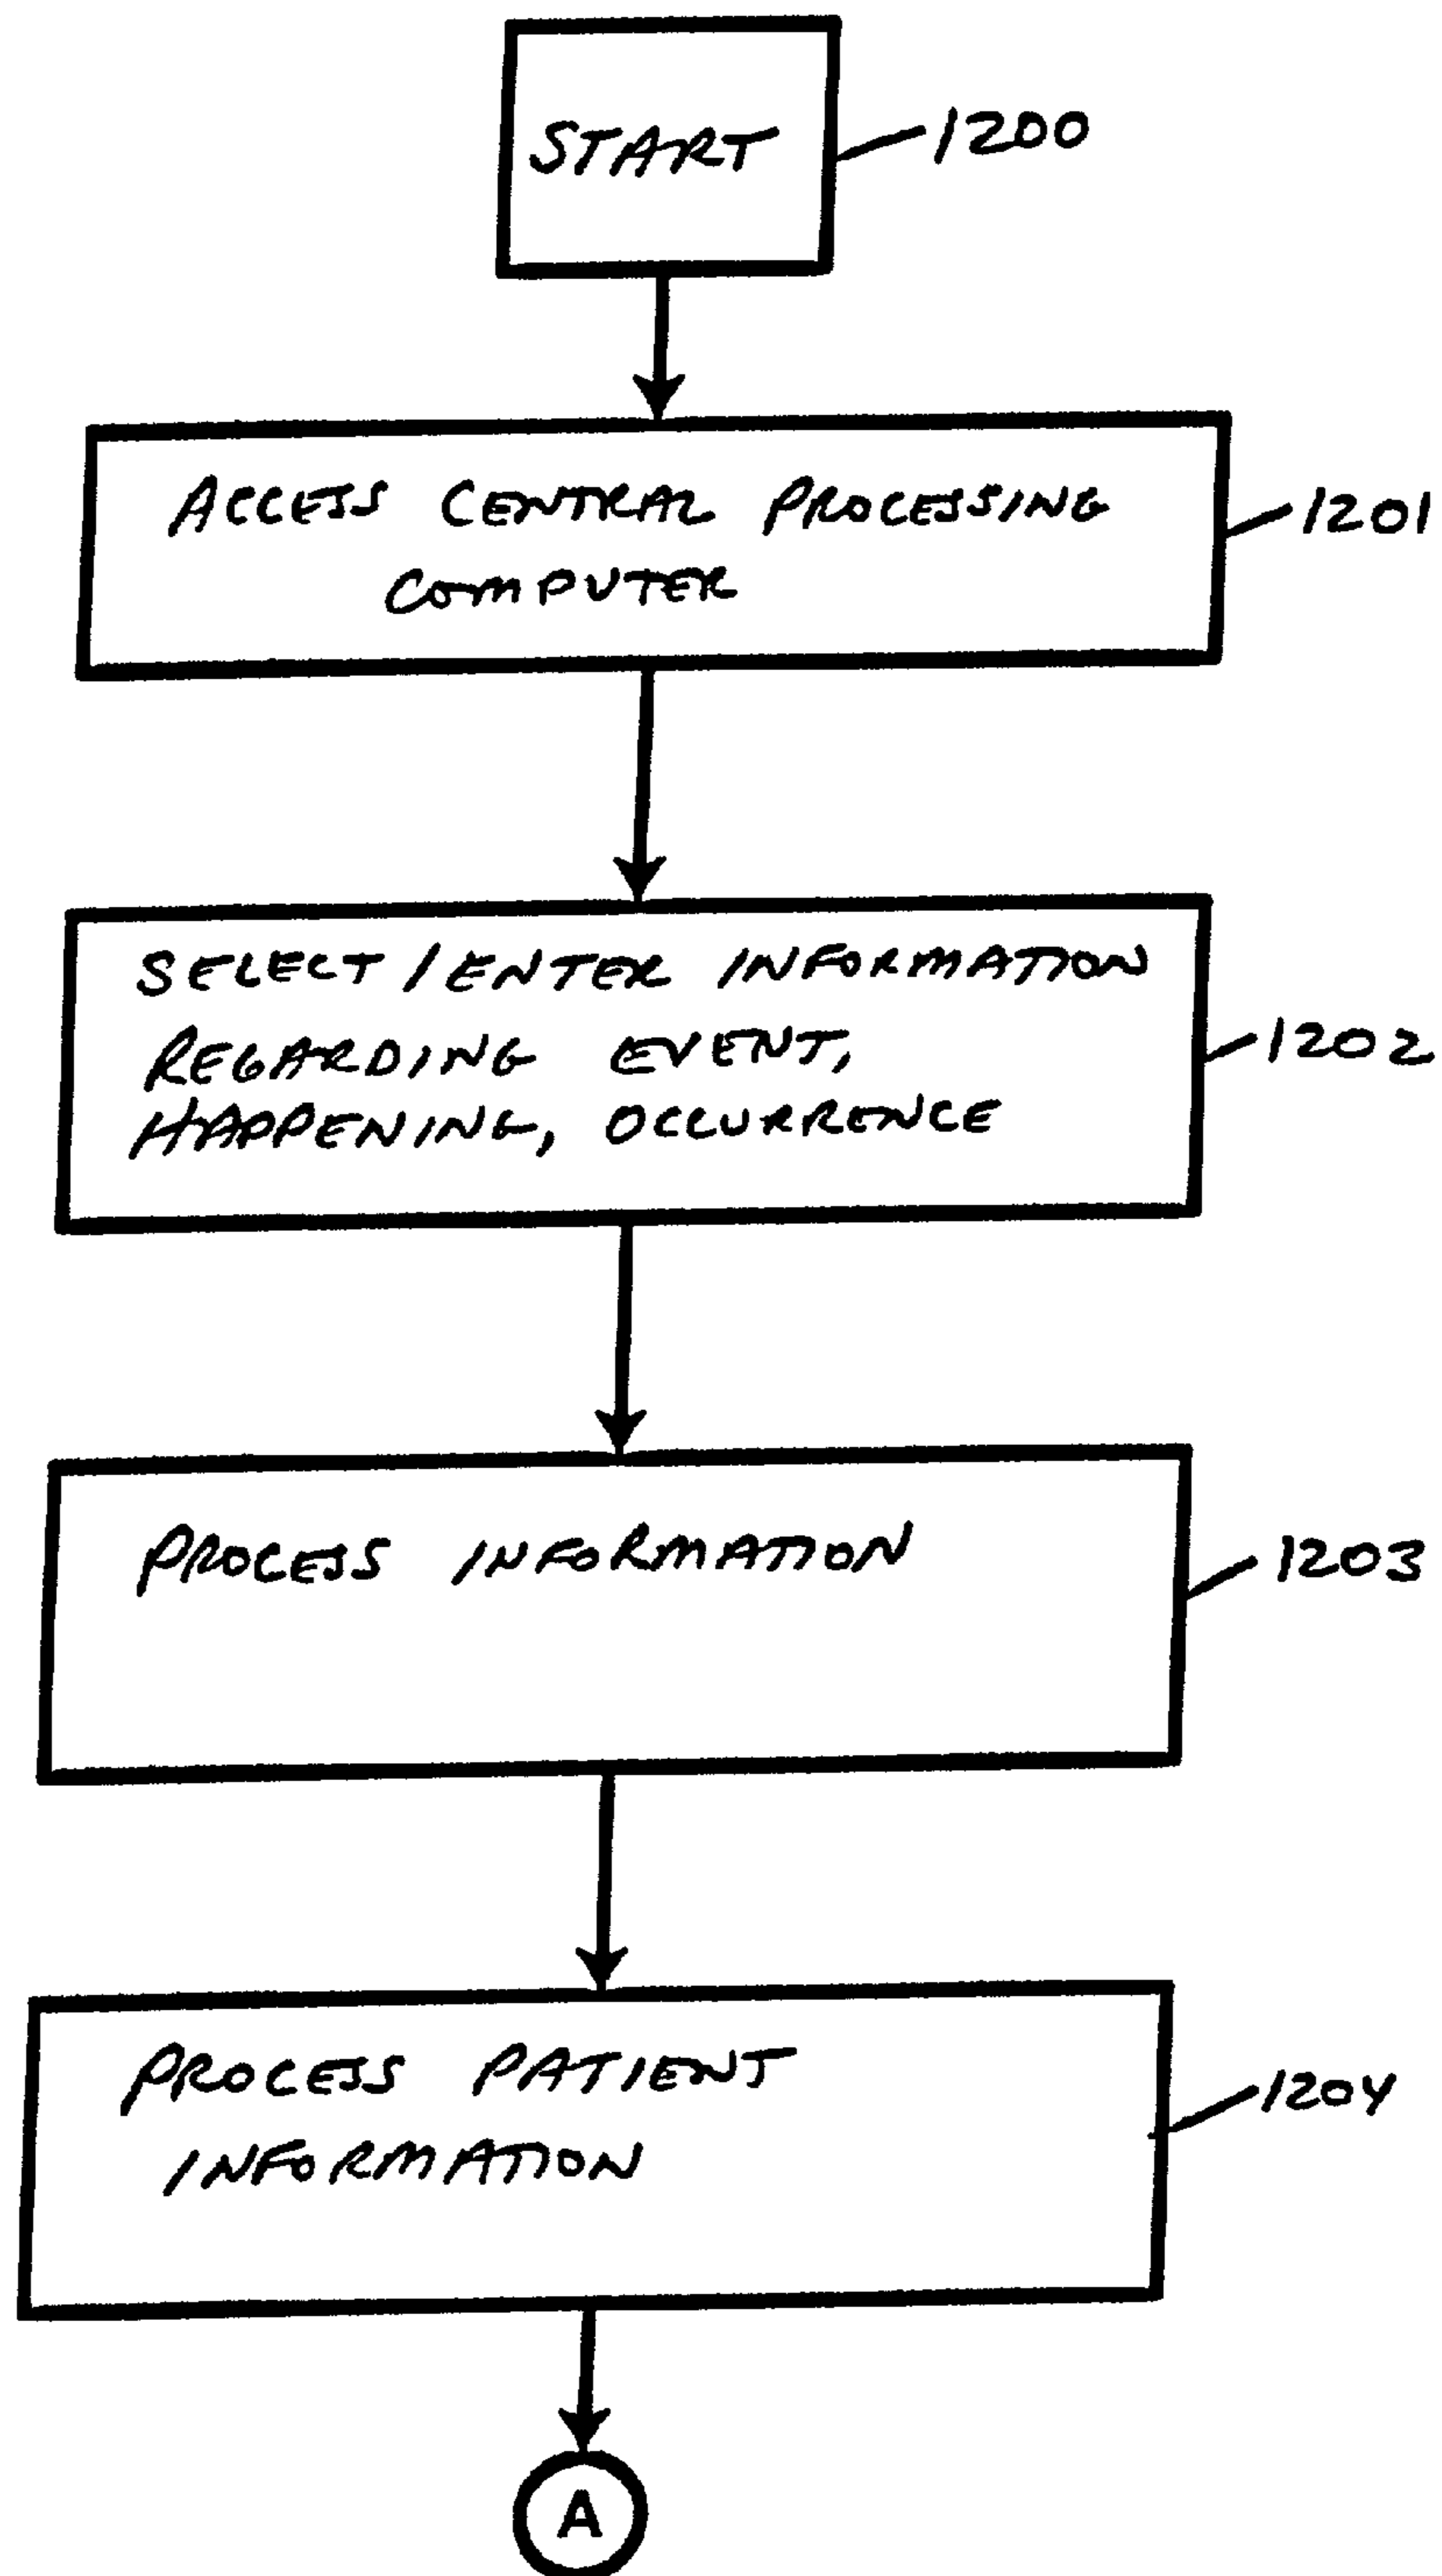 START
1200
ACCESS CENTRAL PROCESSING
COMPUTER
1201
SELECT/ENTER INFORMATION
REGARDING EVENT,
HAPPENING, OCCURRENCE
1202
PROCESS INFORMATION
1203
PROCESS PATIENT
INFORMATION
1204
A